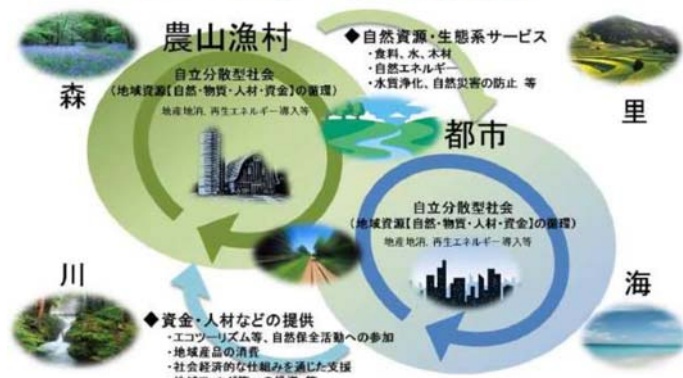 農山漁村
森
自立分散型社会
(地域資源【自然・物質・人材・資金】の循環)
地産地消、再生エネルギー導入等
◆自然資源・生態系サービス
・食料、水、木材
・自然エネルギー
・水質浄化、自然災害の防止 等
里
都市
自立分散型社会
(地域資源【自然・物質・人材・資金】の循環)
地産地消、再生エネルギー導入等
川
海
◆資金・人材などの提供
・エコツーリズム等、自然保全活動への参加
・地域産品の消費
・社会経済的な仕組みを通じた支援